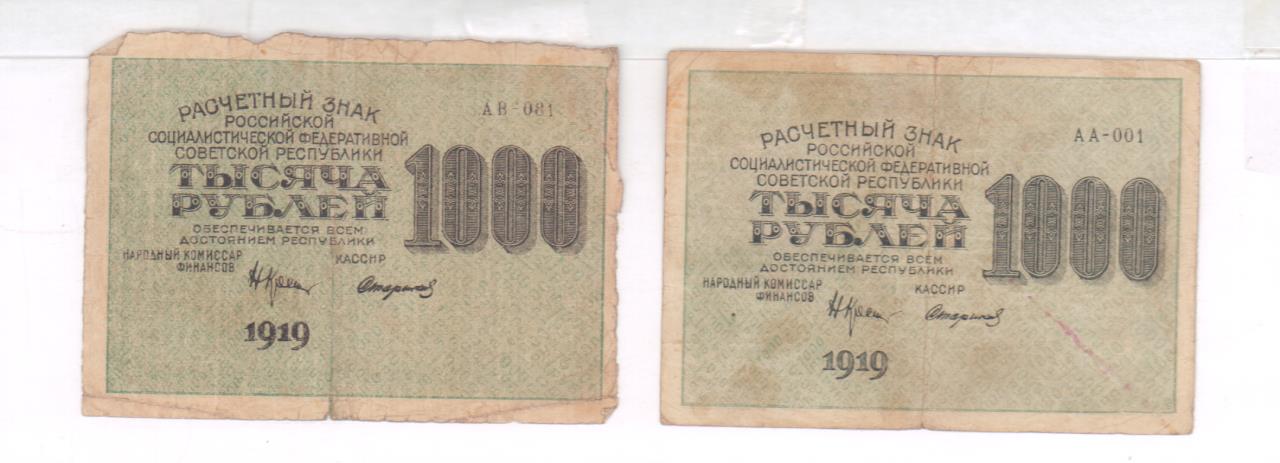 РАСЧЕТНЫЙ ЗНАК
РОССИЙСКОЙ
СОЦИАЛИСТИЧЕСКОЙ ФЕДЕРАТИВНОЙ
СОВЕТСКОЙ РЕСПУБЛИКИ
ТЫСЯЧА
РУБЛЕЙ
ОБЕСПЕЧИВАЕТСЯ ВСЕМ
ДОСТОЯНИЕМ РЕСПУБЛИКИ
НАРОДНЫЙ КОМИССАР
ФИНАНСОВ
КАССИР
АВ-081
1000
1919
РАСЧЕТНЫЙ ЗНАК
РОССИЙСКОЙ
СОЦИАЛИСТИЧЕСКОЙ ФЕДЕРАТИВНОЙ
СОВЕТСКОЙ РЕСПУБЛИКИ
ТЫСЯЧА
РУБЛЕЙ
ОБЕСПЕЧИВАЕТСЯ ВСЕМ
ДОСТОЯНИЕМ РЕСПУБЛИКИ
НАРОДНЫЙ КОМИССАР
ФИНАНСОВ
КАССИР
АА-001
1000
1919